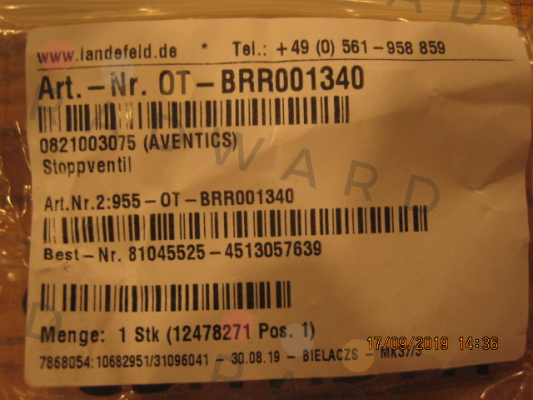 www.landefeld.de * Tel.: +49 (0) 561-958 859
Art.-Nr. OT-BRR001340
0821003075 (AVENTICS)
Stoppventil
Art.Nr.2:955-OT-BRR001340
Best-Nr. 81045525-4513057639
Menge: 1 Stk (12478271 Pos. 1)
17/09/2019 14:36
7868054:10682951/31096041 - 30.08.19 - BIELACZS - MK37/5